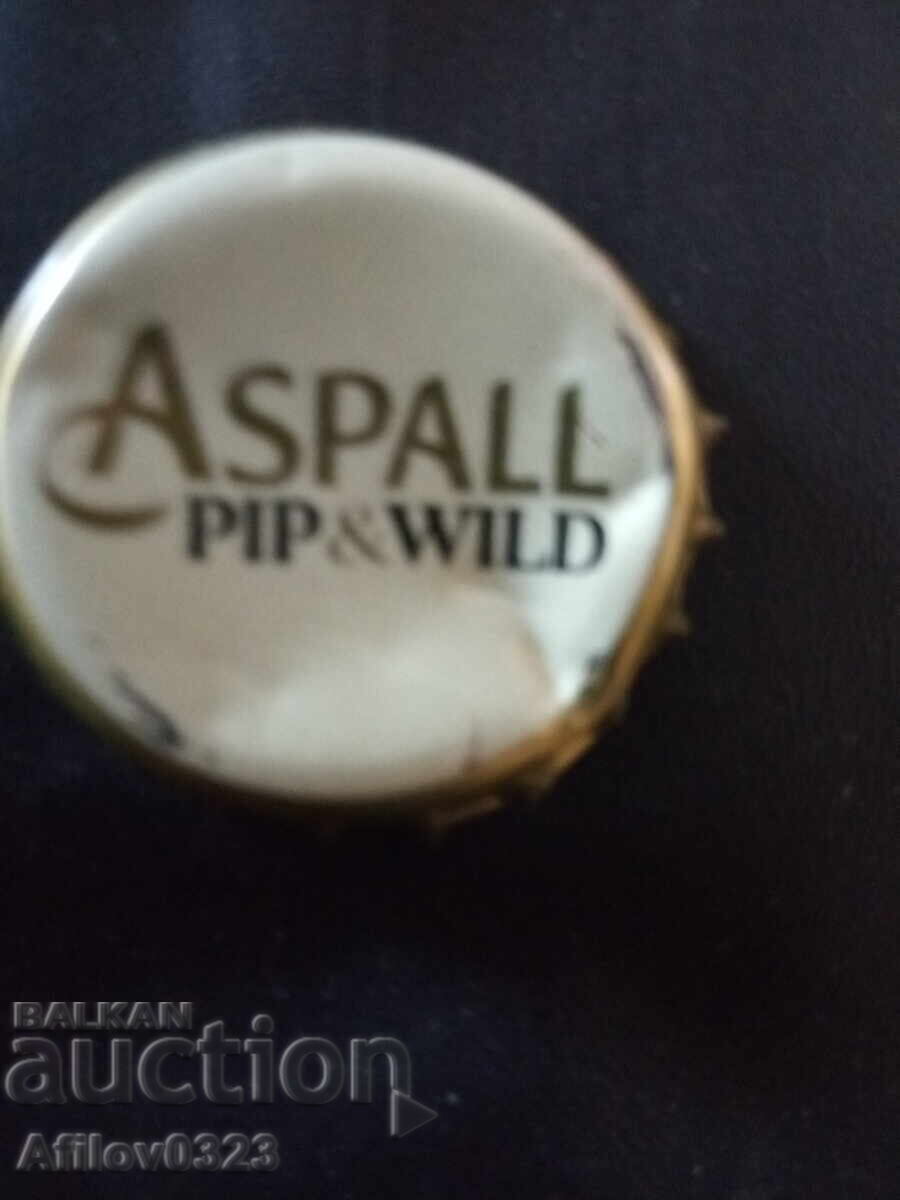 ASPALL
PIP&WILD
BALKAN
auction
Afilov0323